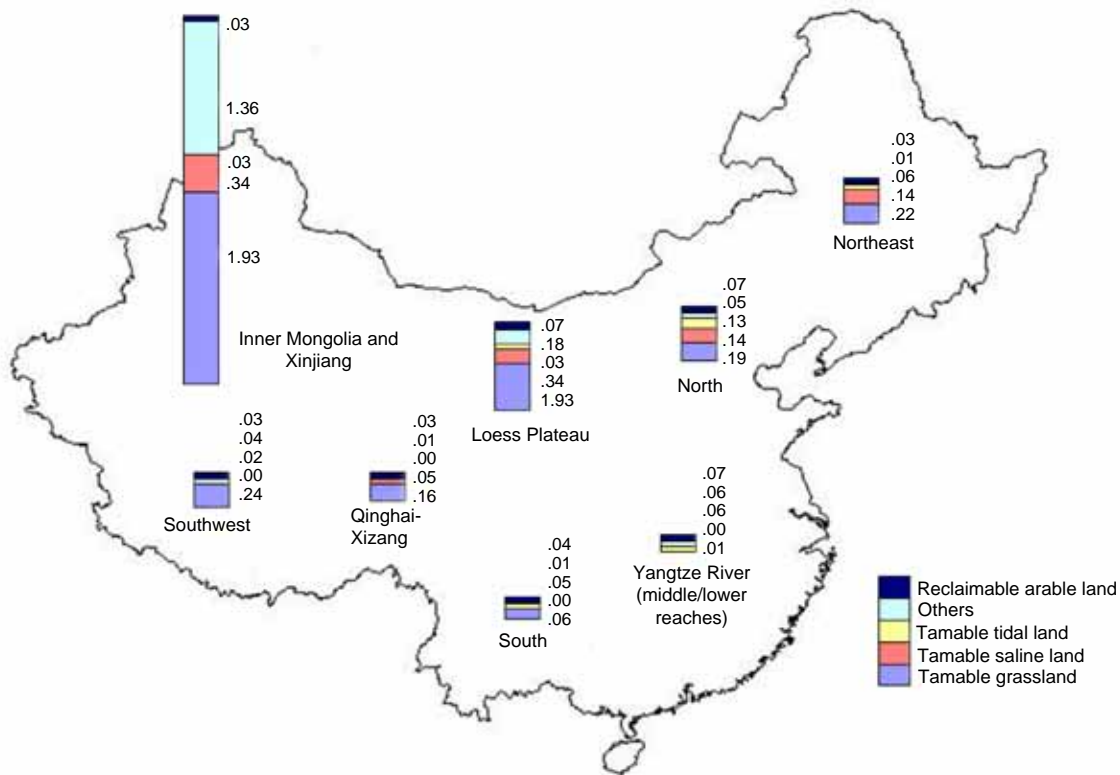 .03
1.36
.03
.34
1.93
Inner Mongolia and
Xinjiang
.03
.01
.06
.14
.22
Northeast
.07
.05
.13
.14
.19
North
.07
.18
.03
.34
1.93
Loess Plateau
.03
.04
.02
.00
.24
Southwest
.03
.01
.00
.05
.16
Qinghai-
Xizang
.04
.01
.05
.00
.06
South
.07
.06
.06
.00
.01
Yangtze River
(middle/lower
reaches)
Reclaimable arable land
Others
Tamable tidal land
Tamable saline land
Tamable grassland